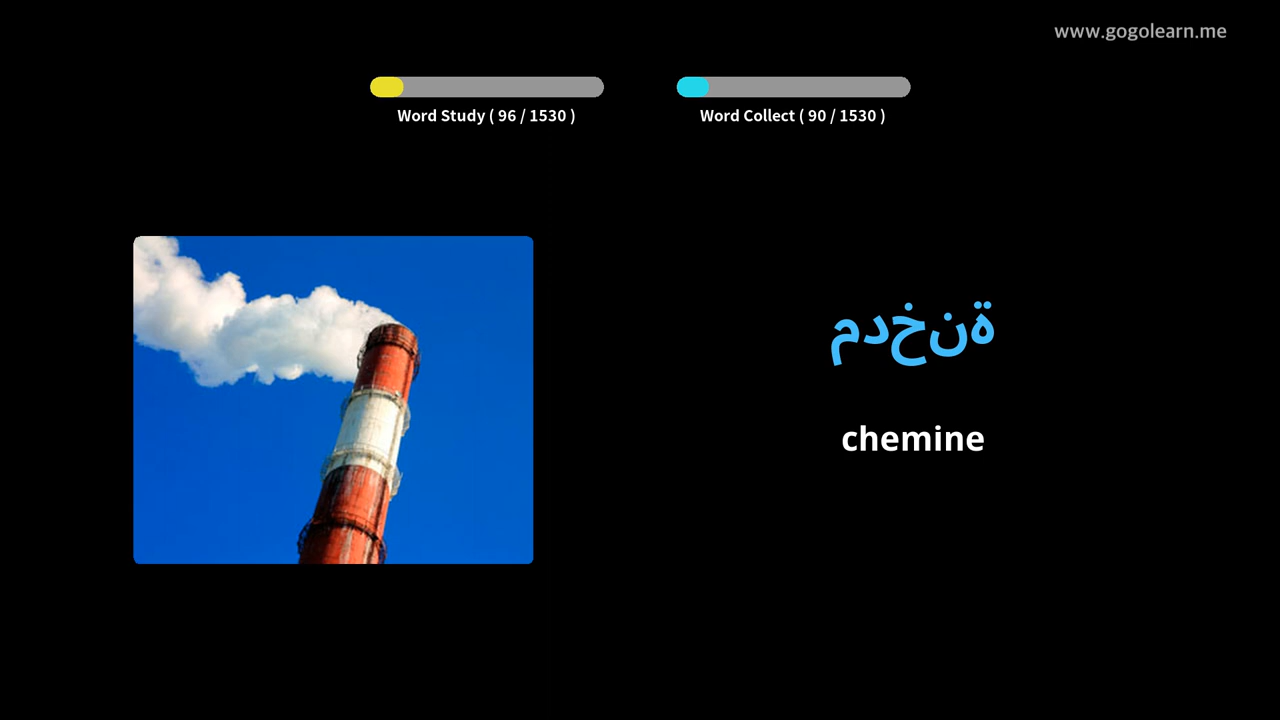 www.gogolearn.me
Word Study ( 96 / 1530 )
Word Collect ( 90 / 1530 )
مدخنة
chemine